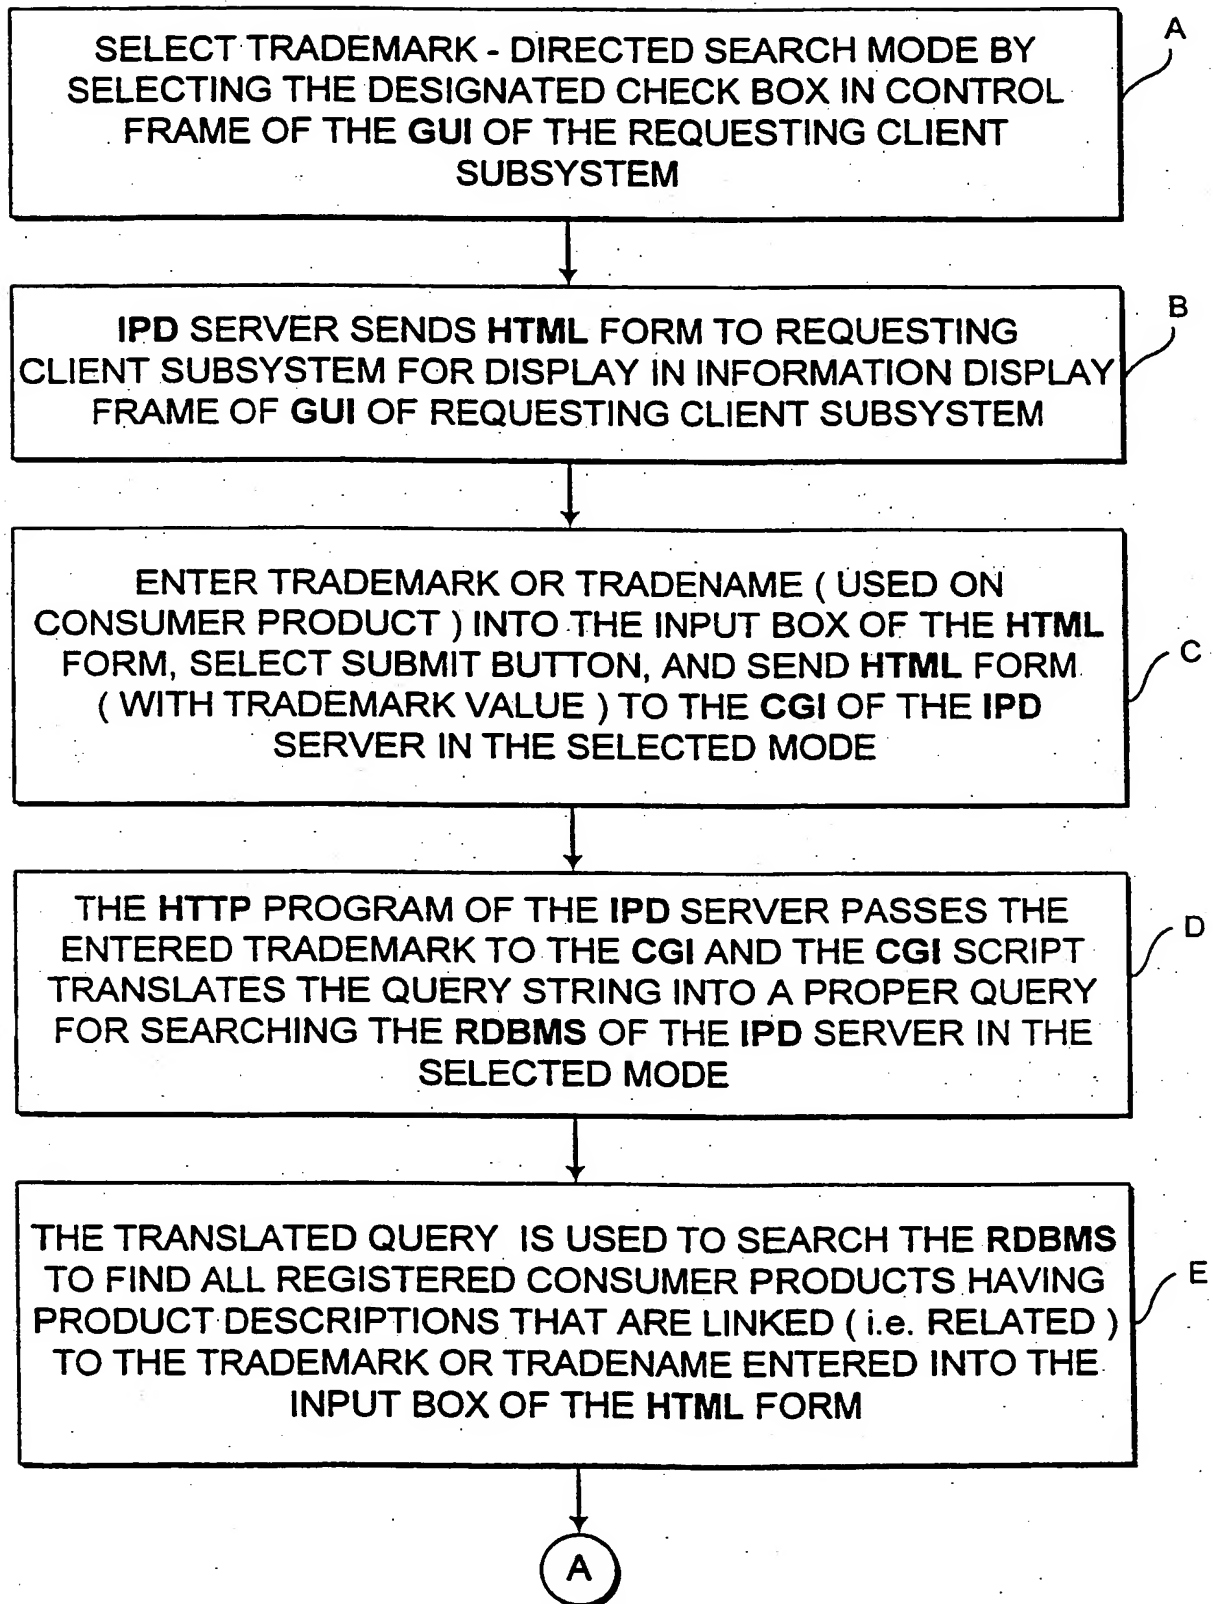 A
SELECT TRADEMARK - DIRECTED SEARCH MODE BY
SELECTING THE DESIGNATED CHECK BOX IN CONTROL
FRAME OF THE GUI OF THE REQUESTING CLIENT
SUBSYSTEM
B
IPD SERVER SENDS HTML FORM TO REQUESTING
CLIENT SUBSYSTEM FOR DISPLAY IN INFORMATION DISPLAY
FRAME OF GUI OF REQUESTING CLIENT SUBSYSTEM
ENTER TRADEMARK OR TRADENAME ( USED ON
CONSUMER PRODUCT ) INTO THE INPUT BOX OF THE HTML
FORM, SELECT SUBMIT BUTTON, AND SEND HTML FORM
( WITH TRADEMARK VALUE ) TO THE CGI OF THE IPD
SERVER IN THE SELECTED MODE
C
THE HTTP PROGRAM OF THE IPD SERVER PASSES THE
ENTERED TRADEMARK TO THE CGI AND THE CGI SCRIPT
TRANSLATES THE QUERY STRING INTO A PROPER QUERY
FOR SEARCHING THE RDBMS OF THE IPD SERVER IN THE
SELECTED MODE
D
THE TRANSLATED QUERY IS USED TO SEARCH THE RDBMS
TO FIND ALL REGISTERED CONSUMER PRODUCTS HAVING
PRODUCT DESCRIPTIONS THAT ARE LINKED ( i.e. RELATED )
TO THE TRADEMARK OR TRADENAME ENTERED INTO THE
INPUT BOX OF THE HTML FORM
E
A